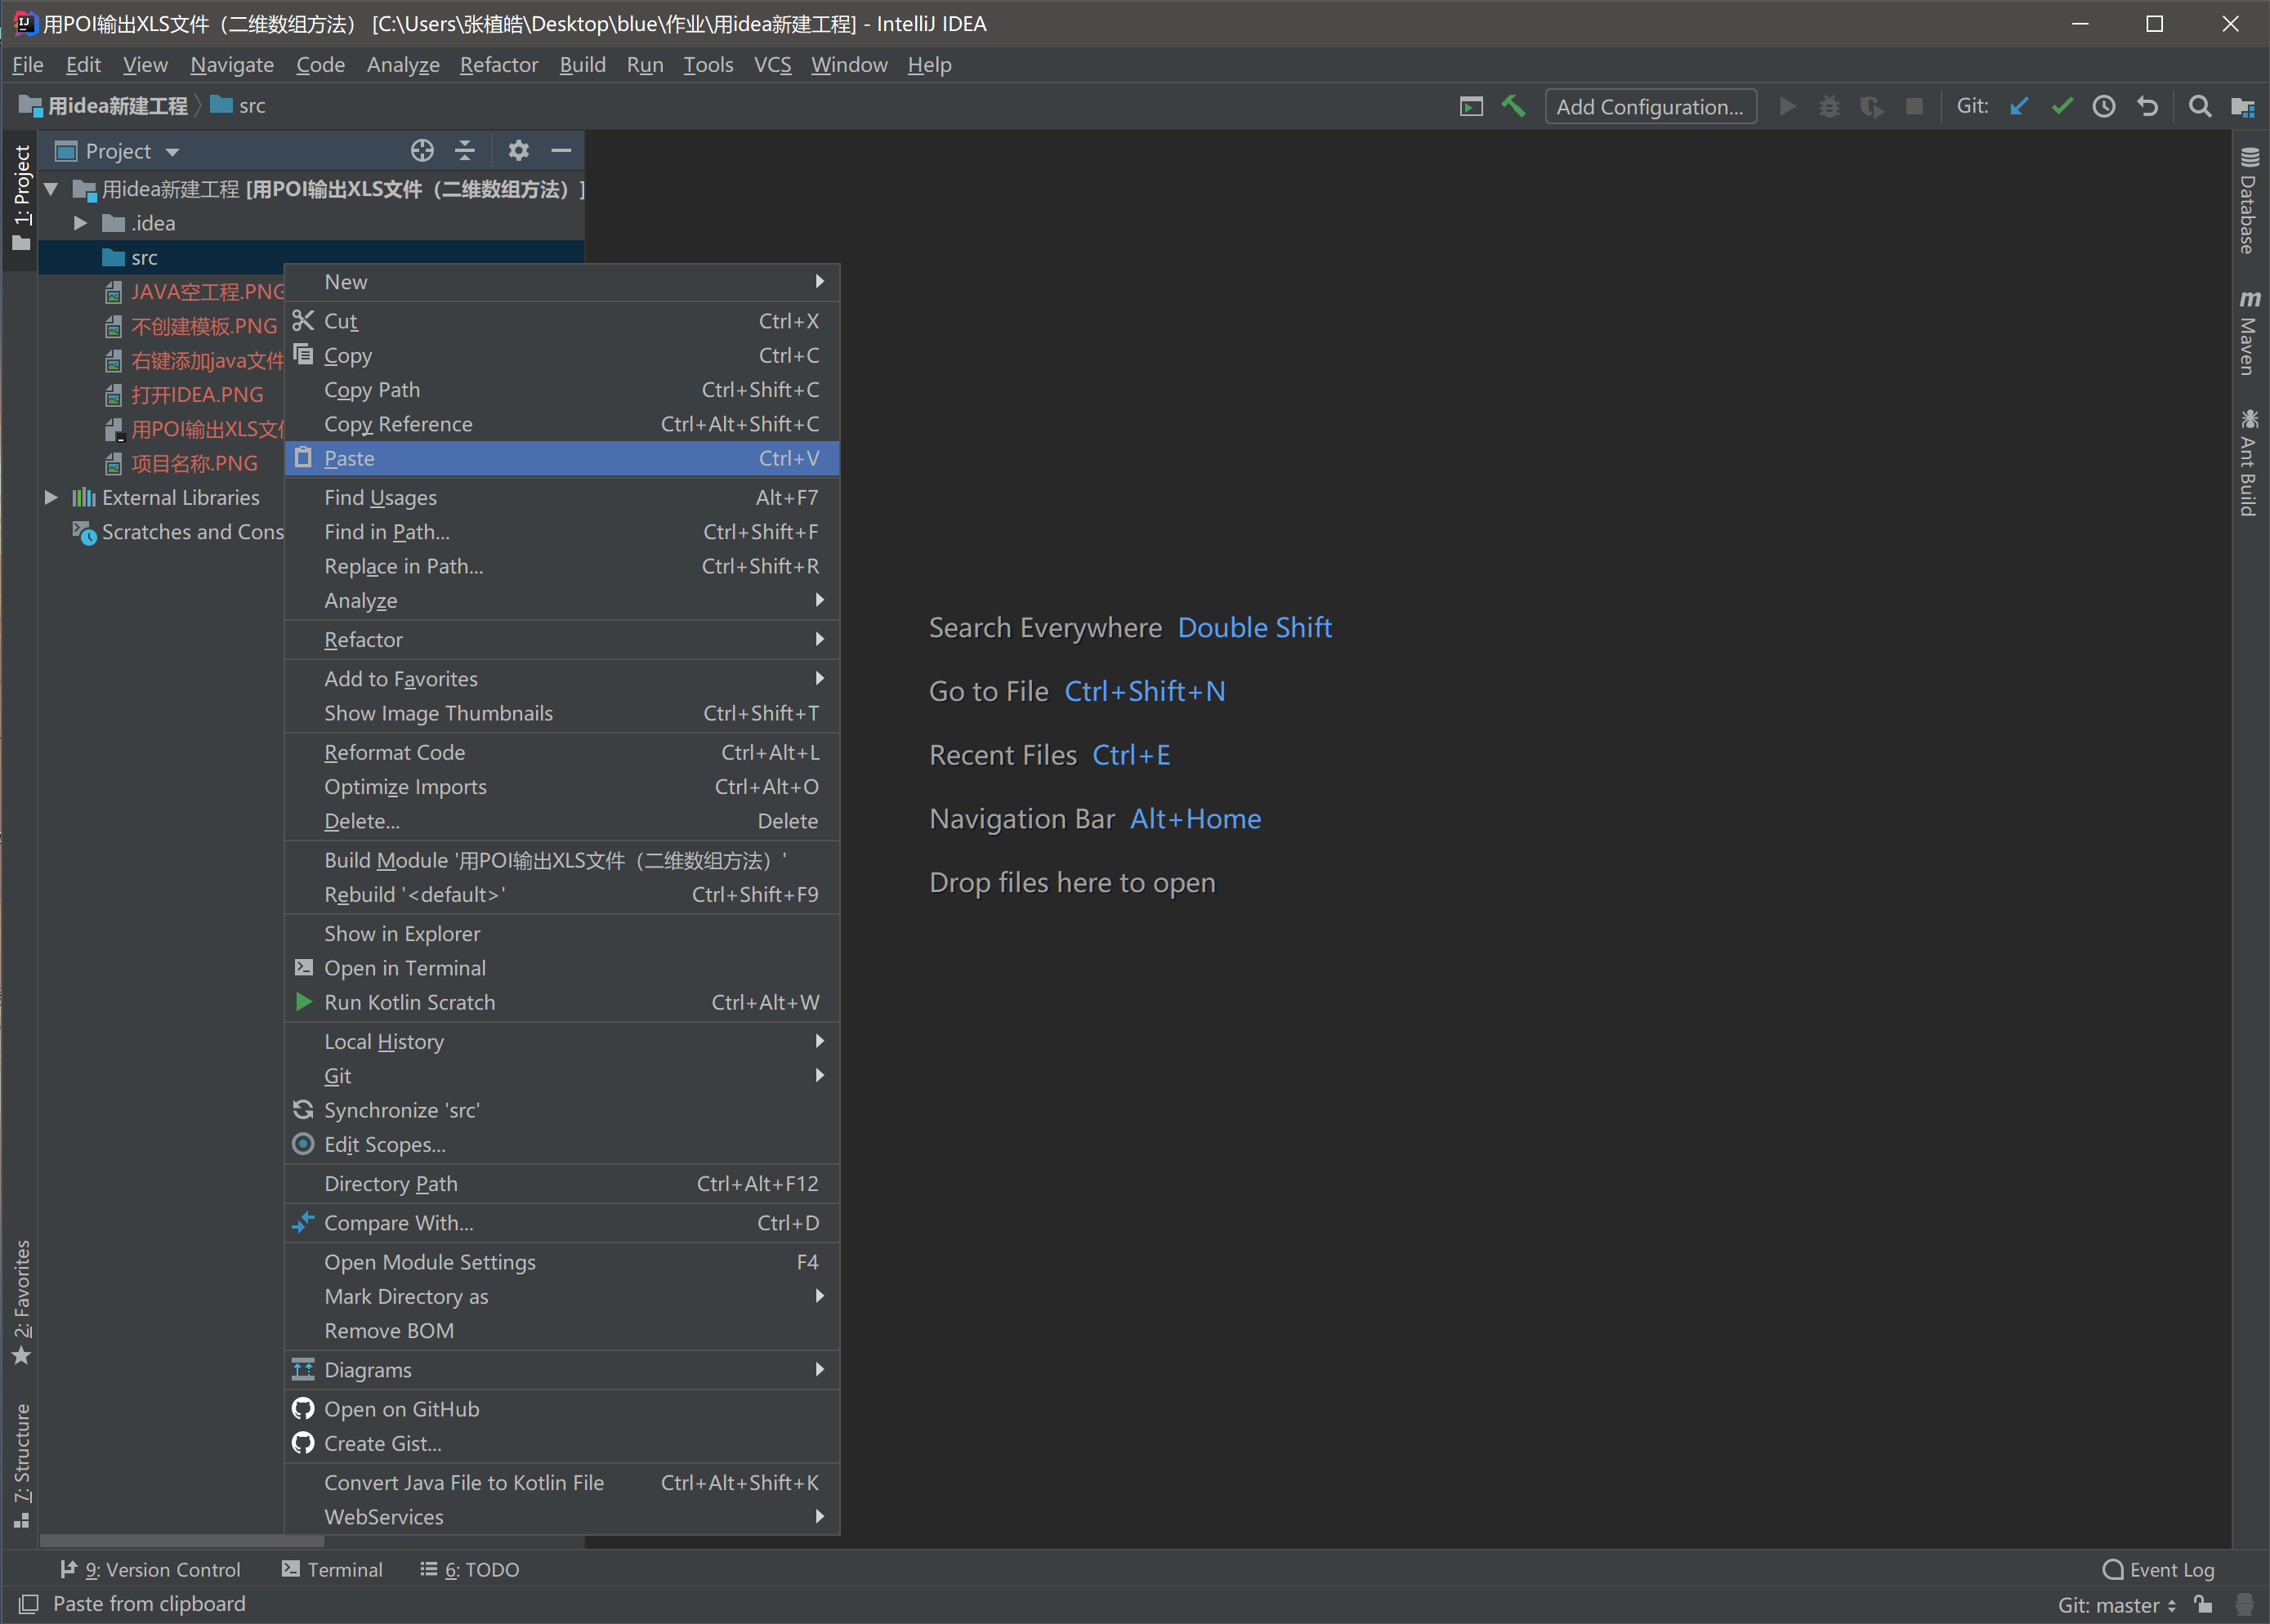 用POI输出XLS文件（二维数组方法） [C:\Users\张植皓\Desktop\blue\作业\用idea新建工程] - IntelliJ IDEA
File Edit View Navigate Code Analyze Refactor Build Run Tools VCS Window Help
用idea新建工程 src
Add Configuration...
Git:
1: Project
Project
用idea新建工程 [用POI输出XLS文件（二维数组方法）]
.idea
src
JAVA空工程.PNG
不创建模板.PNG
右键添加java文件
打开IDEA.PNG
用POI输出XLS文件
项目名称.PNG
External Libraries
Scratches and Cons
New
Cut Ctrl+X
Copy Ctrl+C
Copy Path Ctrl+Shift+C
Copy Reference Ctrl+Alt+Shift+C
Paste Ctrl+V
Find Usages Alt+F7
Find in Path... Ctrl+Shift+F
Replace in Path... Ctrl+Shift+R
Analyze
Refactor
Add to Favorites
Show Image Thumbnails Ctrl+Shift+T
Reformat Code Ctrl+Alt+L
Optimize Imports Ctrl+Alt+O
Delete... Delete
Build Module '用POI输出XLS文件（二维数组方法）'
Rebuild '<default>' Ctrl+Shift+F9
Show in Explorer
Open in Terminal
Run Kotlin Scratch Ctrl+Alt+W
Local History
Git
Synchronize 'src'
Edit Scopes...
Directory Path Ctrl+Alt+F12
Compare With... Ctrl+D
Open Module Settings F4
Mark Directory as
Remove BOM
Diagrams
Open on GitHub
Create Gist...
Convert Java File to Kotlin File Ctrl+Alt+Shift+K
WebServices
Search Everywhere Double Shift
Go to File Ctrl+Shift+N
Recent Files Ctrl+E
Navigation Bar Alt+Home
Drop files here to open
Database
Maven
Ant Build
2: Favorites
7: Structure
9: Version Control Terminal 6: TODO
Event Log
Paste from clipboard
Git: master